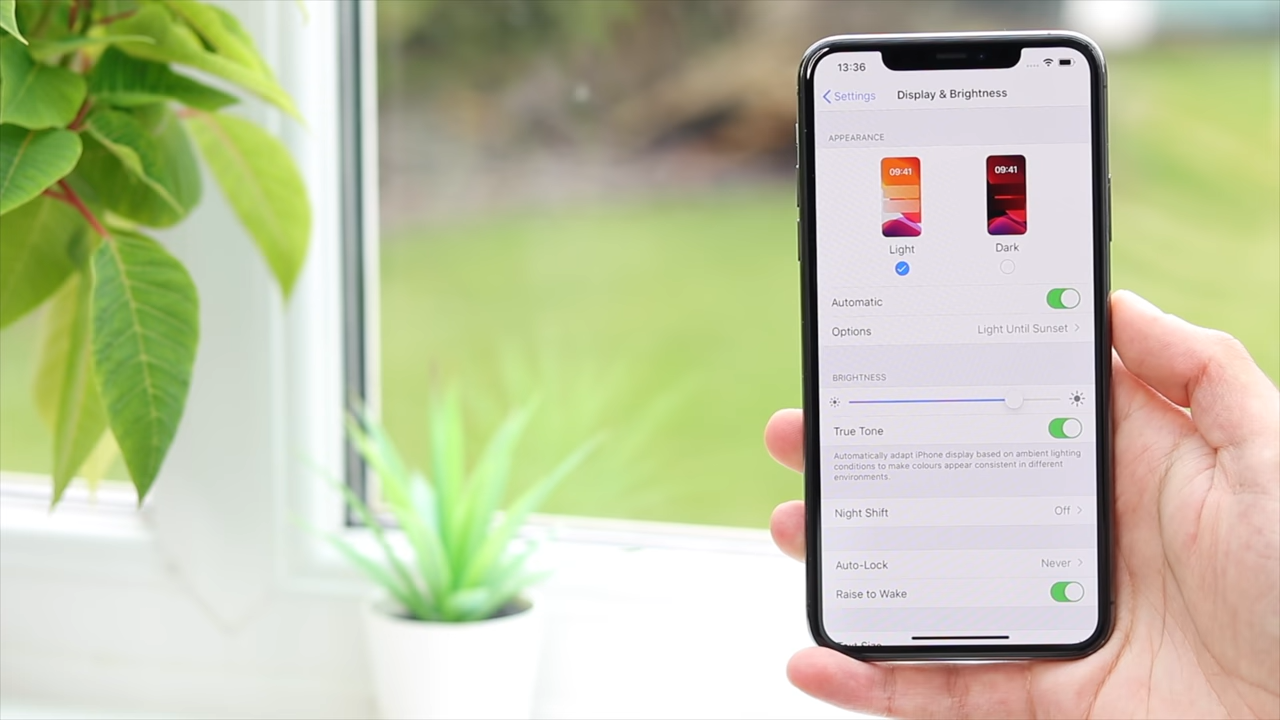 13:36
Settings
Display & Brightness
APPEARANCE
09:41
09:41
Light
Dark
Automatic
Options
Light Until Sunset
BRIGHTNESS
True Tone
Automatically adapt iPhone display based on ambient lighting
conditions to make colours appear consistent in different
environments.
Night Shift
Off
Auto-Lock
Never
Raise to Wake
Text Size